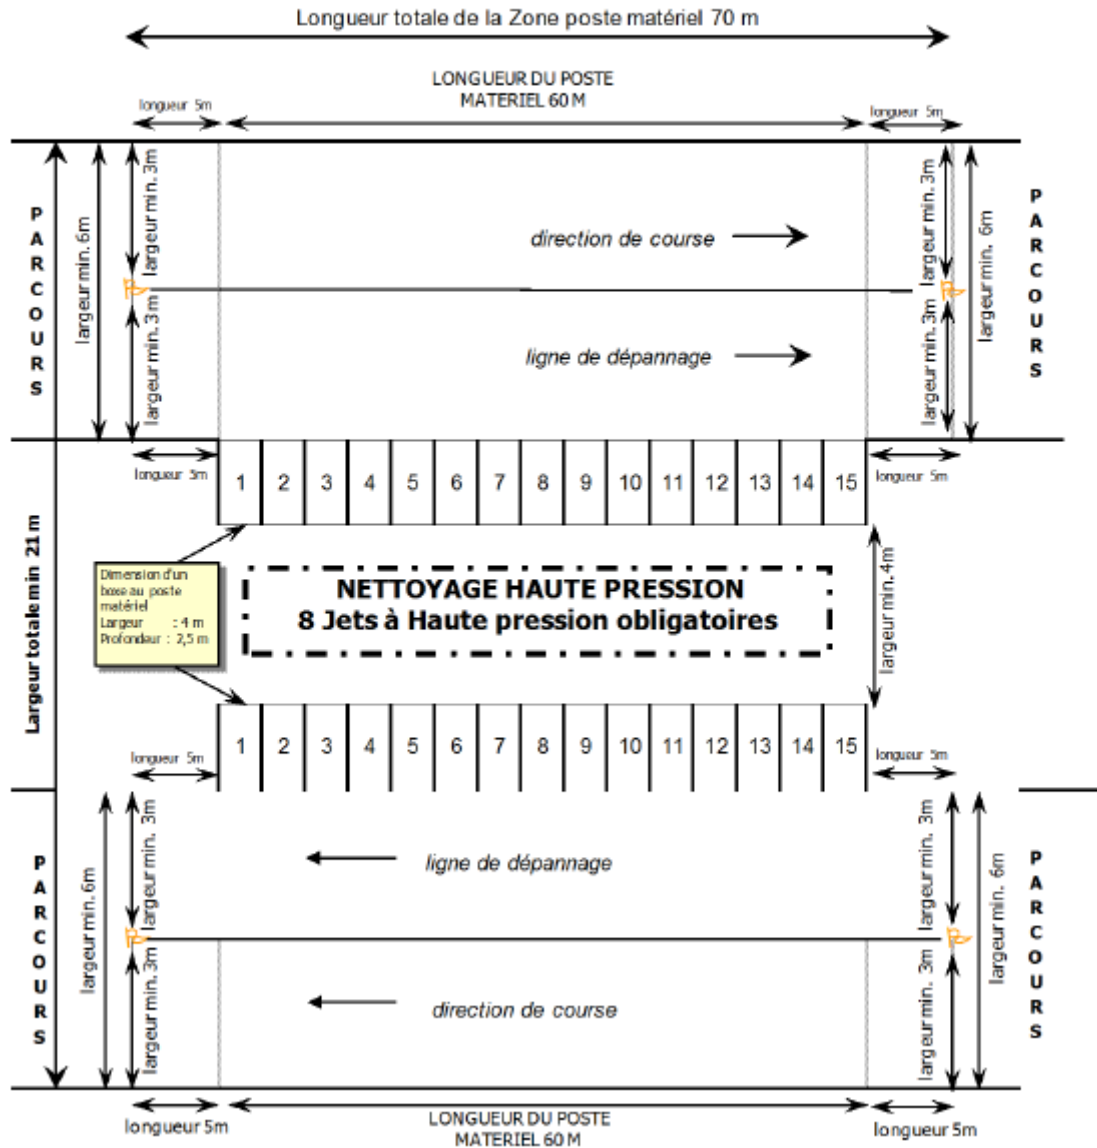 Longueur totale de la Zone poste matériel 70 m
LONGUEUR DU POSTE
MATERIEL 60 M
longueur 5m
longueur 5m
PARCOURS
largeur min. 6m
largeur min. 3m
largeur min. 3m
direction de course
ligne de dépannage
largeur min. 3m
largeur min. 3m
largeur min. 6m
PARCOURS
longueur 5m
1 2 3 4 5 6 7 8 9 10 11 12 13 14 15
longueur 5m
Largeur totale min 21 m
Dimension d'un
boxe au poste
matériel
Largeur : 4 m
Profondeur : 2,5 m
NETTOYAGE HAUTE PRESSION
8 Jets à Haute pression obligatoires
largeur min. 4m
longueur 5m
1 2 3 4 5 6 7 8 9 10 11 12 13 14 15
longueur 5m
PARCOURS
largeur min. 6m
largeur min. 3m
largeur min. 3m
ligne de dépannage
direction de course
largeur min. 3m
largeur min. 3m
largeur min. 6m
PARCOURS
longueur 5m
LONGUEUR DU POSTE
MATERIEL 60 M
longueur 5m